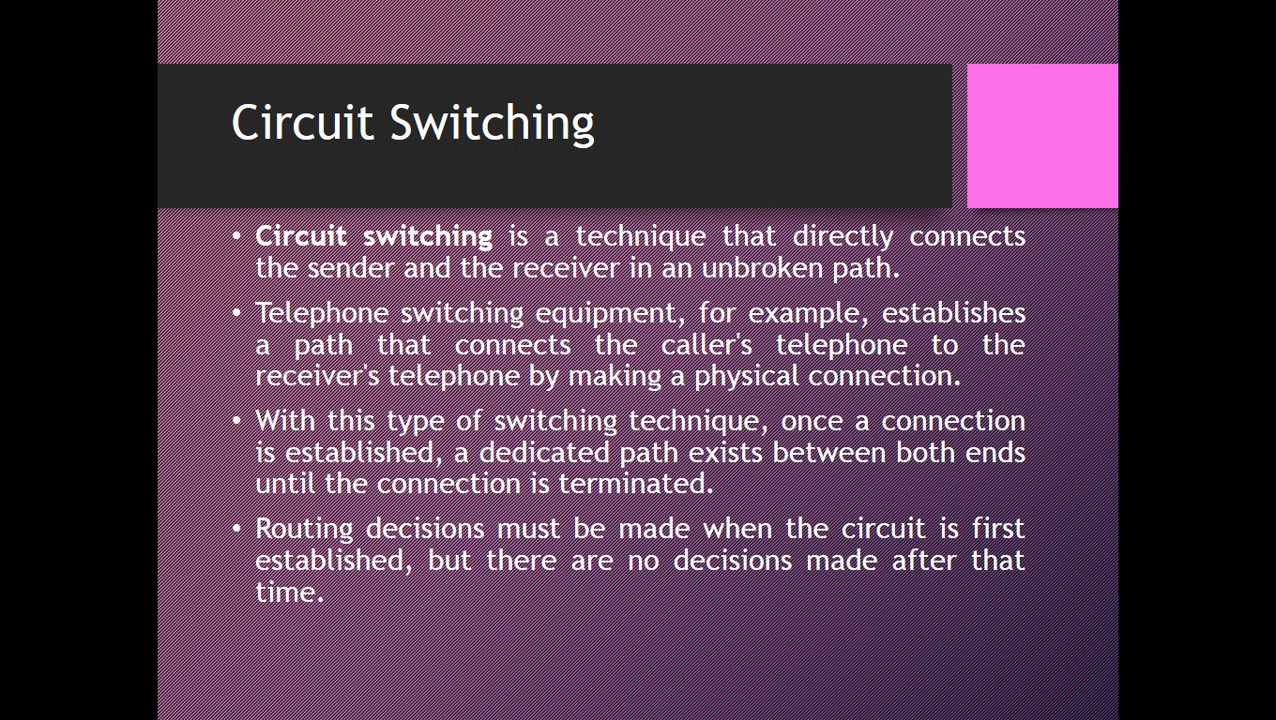 Circuit Switching
• Circuit switching is a technique that directly connects
the sender and the receiver in an unbroken path.
• Telephone switching equipment, for example, establishes
a path that connects the caller's telephone to the
receiver's telephone by making a physical connection.
• With this type of switching technique, once a connection
is established, a dedicated path exists between both ends
until the connection is terminated.
• Routing decisions must be made when the circuit is first
established, but there are no decisions made after that
time.